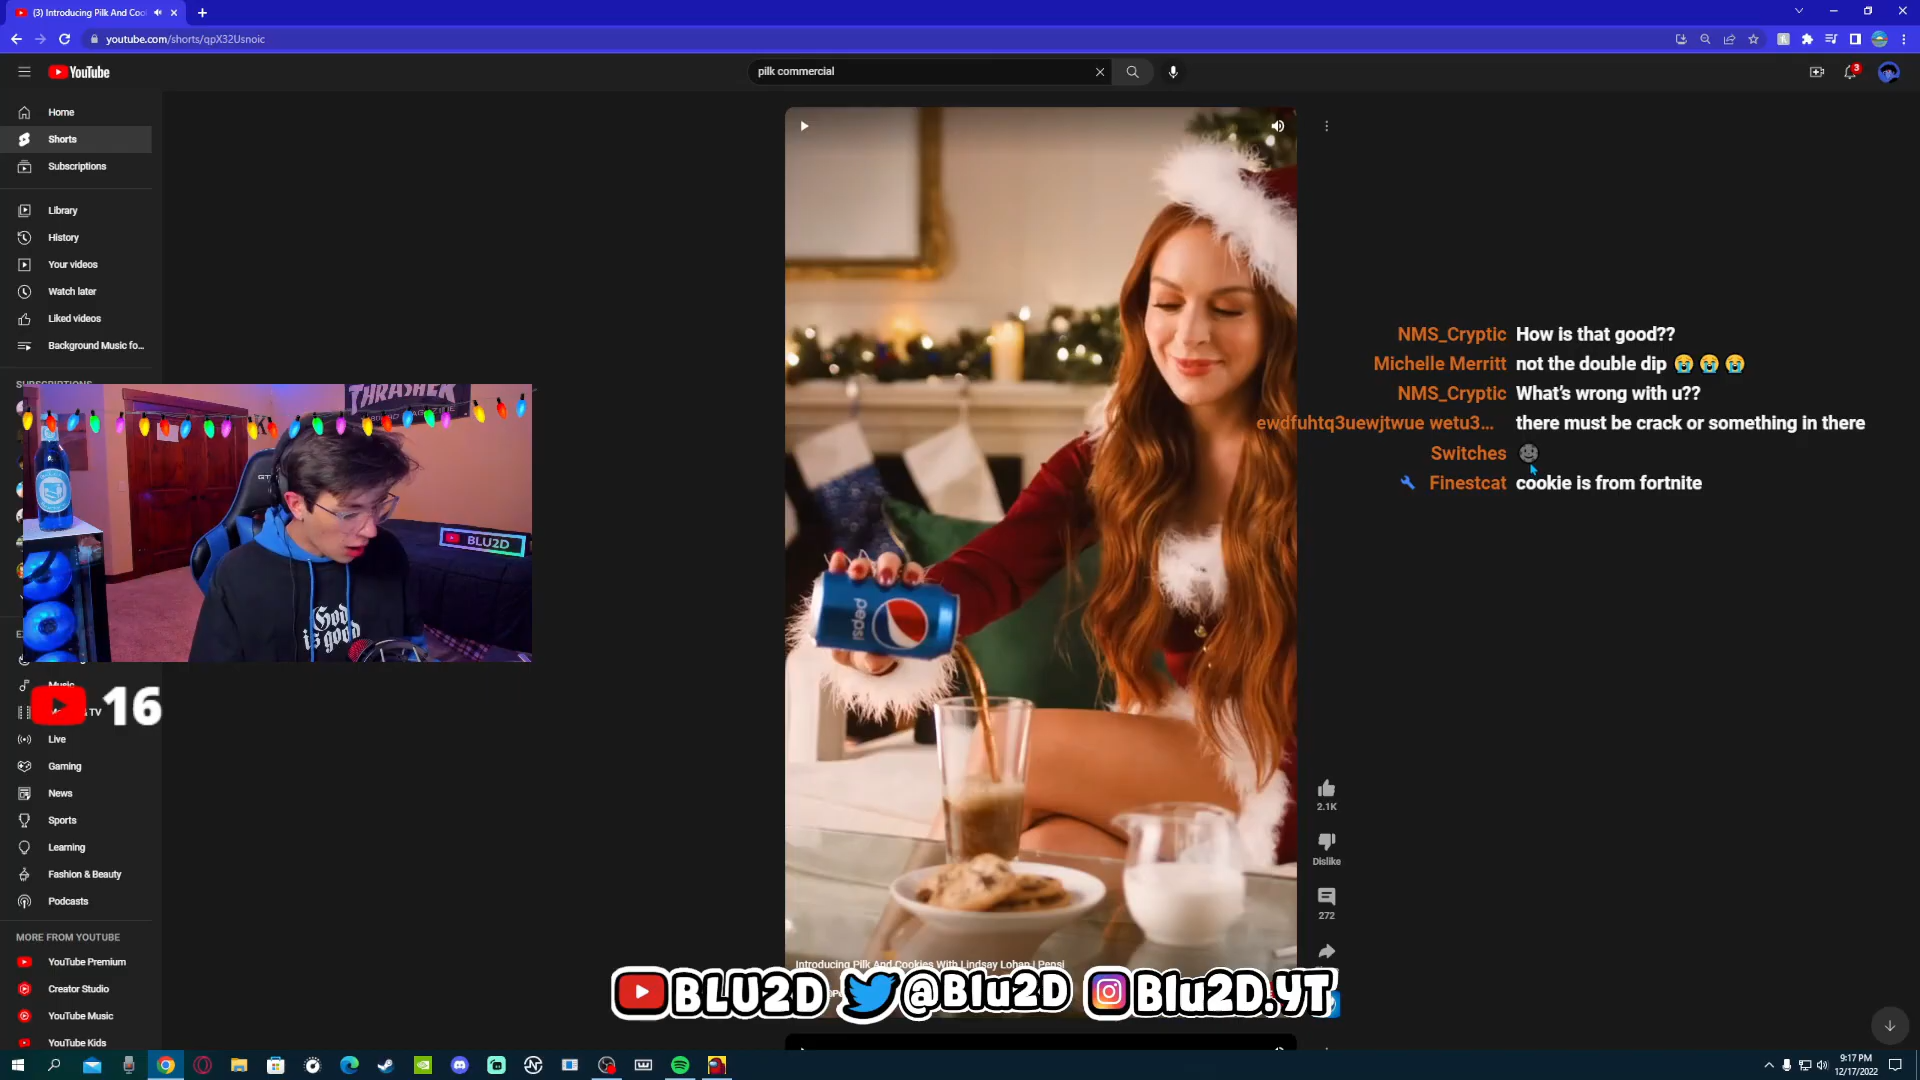 (3) Introducing Pilk And Coo
youtube.com/shorts/qpX32Usnoic
YouTube
pilk commercial
3
Home
Shorts
Subscriptions
Library
History
Your videos
Watch later
Liked videos
Background Music fo...
SUBSCRIPTIONS
THRASHER
MAGAZINE
GT
BLU2D
God
is good
pepsi
NMS_Cryptic How is that good??
Michelle Merritt not the double dip 😭😭😭
NMS_Cryptic What's wrong with u??
ewdfuhtq3uewjtwue wetu3... there must be crack or something in there
Switches
Finestcat cookie is from fortnite
16
Music
& TV
Live
Gaming
News
Sports
Learning
Fashion & Beauty
Podcasts
MORE FROM YOUTUBE
YouTube Premium
Creator Studio
YouTube Music
YouTube Kids
2.1K
Dislike
272
Introducing Pilk And Cookies With Lindsay Lohan | Pepsi
BLU2D @Blu2D Blu2D.YT
9:17 PM
12/17/2022